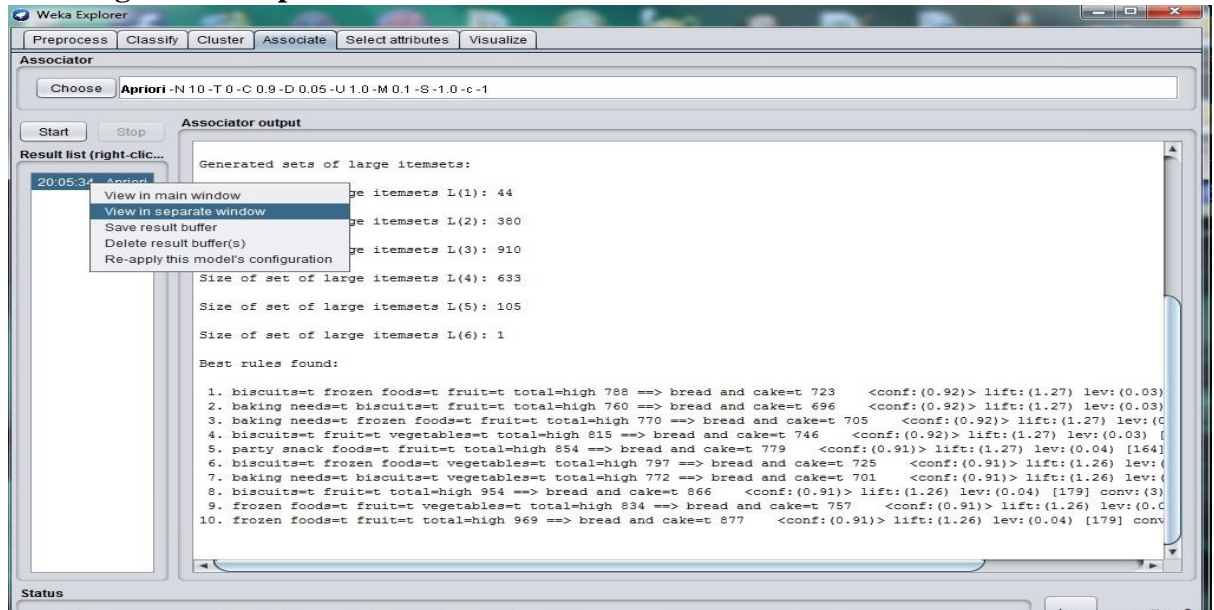 Weka Explorer
Preprocess Classify Cluster Associate Select attributes Visualize
Associator
Choose Apriori -N 10 -T 0 -C 0.9 -D 0.05 -U 1.0 -M 0.1 -S -1.0 -c -1
Start Stop
Associator output
Result list (right-clic...
20:05:34 - Apriori
View in main window
View in separate window
Save result buffer
Delete result buffer(s)
Re-apply this model's configuration
Generated sets of large itemsets:
ge itemsets L(1): 44
ge itemsets L(2): 380
ge itemsets L(3): 910
Size of set of large itemsets L(4): 633
Size of set of large itemsets L(5): 105
Size of set of large itemsets L(6): 1
Best rules found:
1. biscuits=t frozen foods=t fruit=t total=high 788 ==> bread and cake=t 723 <conf:(0.92)> lift:(1.27) lev:(0.03)
2. baking needs=t biscuits=t fruit=t total=high 760 ==> bread and cake=t 696 <conf:(0.92)> lift:(1.27) lev:(0.03)
3. baking needs=t frozen foods=t fruit=t total=high 770 ==> bread and cake=t 705 <conf:(0.92)> lift:(1.27) lev:(0
4. biscuits=t fruit=t vegetables=t total=high 815 ==> bread and cake=t 746 <conf:(0.92)> lift:(1.27) lev:(0.03) [
5. party snack foods=t fruit=t total=high 854 ==> bread and cake=t 779 <conf:(0.91)> lift:(1.27) lev:(0.04) [164]
6. biscuits=t frozen foods=t vegetables=t total=high 797 ==> bread and cake=t 725 <conf:(0.91)> lift:(1.26) lev:(
7. baking needs=t biscuits=t vegetables=t total=high 772 ==> bread and cake=t 701 <conf:(0.91)> lift:(1.26) lev:(
8. biscuits=t fruit=t total=high 954 ==> bread and cake=t 866 <conf:(0.91)> lift:(1.26) lev:(0.04) [179] conv:(3)
9. frozen foods=t fruit=t vegetables=t total=high 834 ==> bread and cake=t 757 <conf:(0.91)> lift:(1.26) lev:(0.0
10. frozen foods=t fruit=t total=high 969 ==> bread and cake=t 877 <conf:(0.91)> lift:(1.26) lev:(0.04) [179] conv
Status